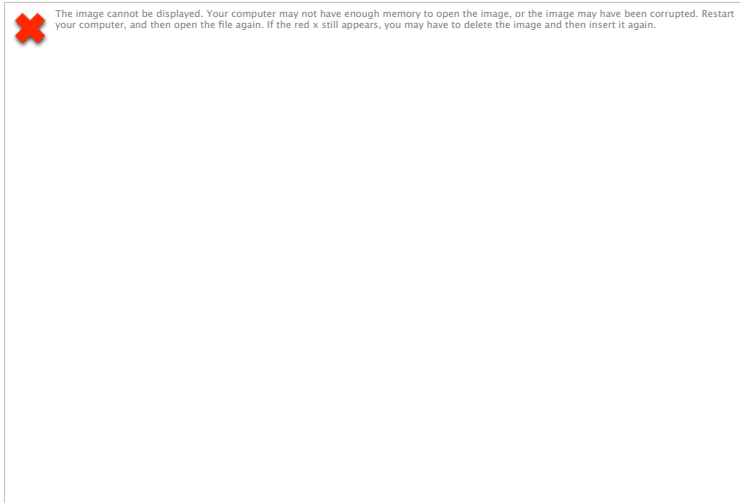 The image cannot be displayed. Your computer may not have enough memory to open the image, or the image may have been corrupted. Restart
your computer, and then open the file again. If the red x still appears, you may have to delete the image and then insert it again.